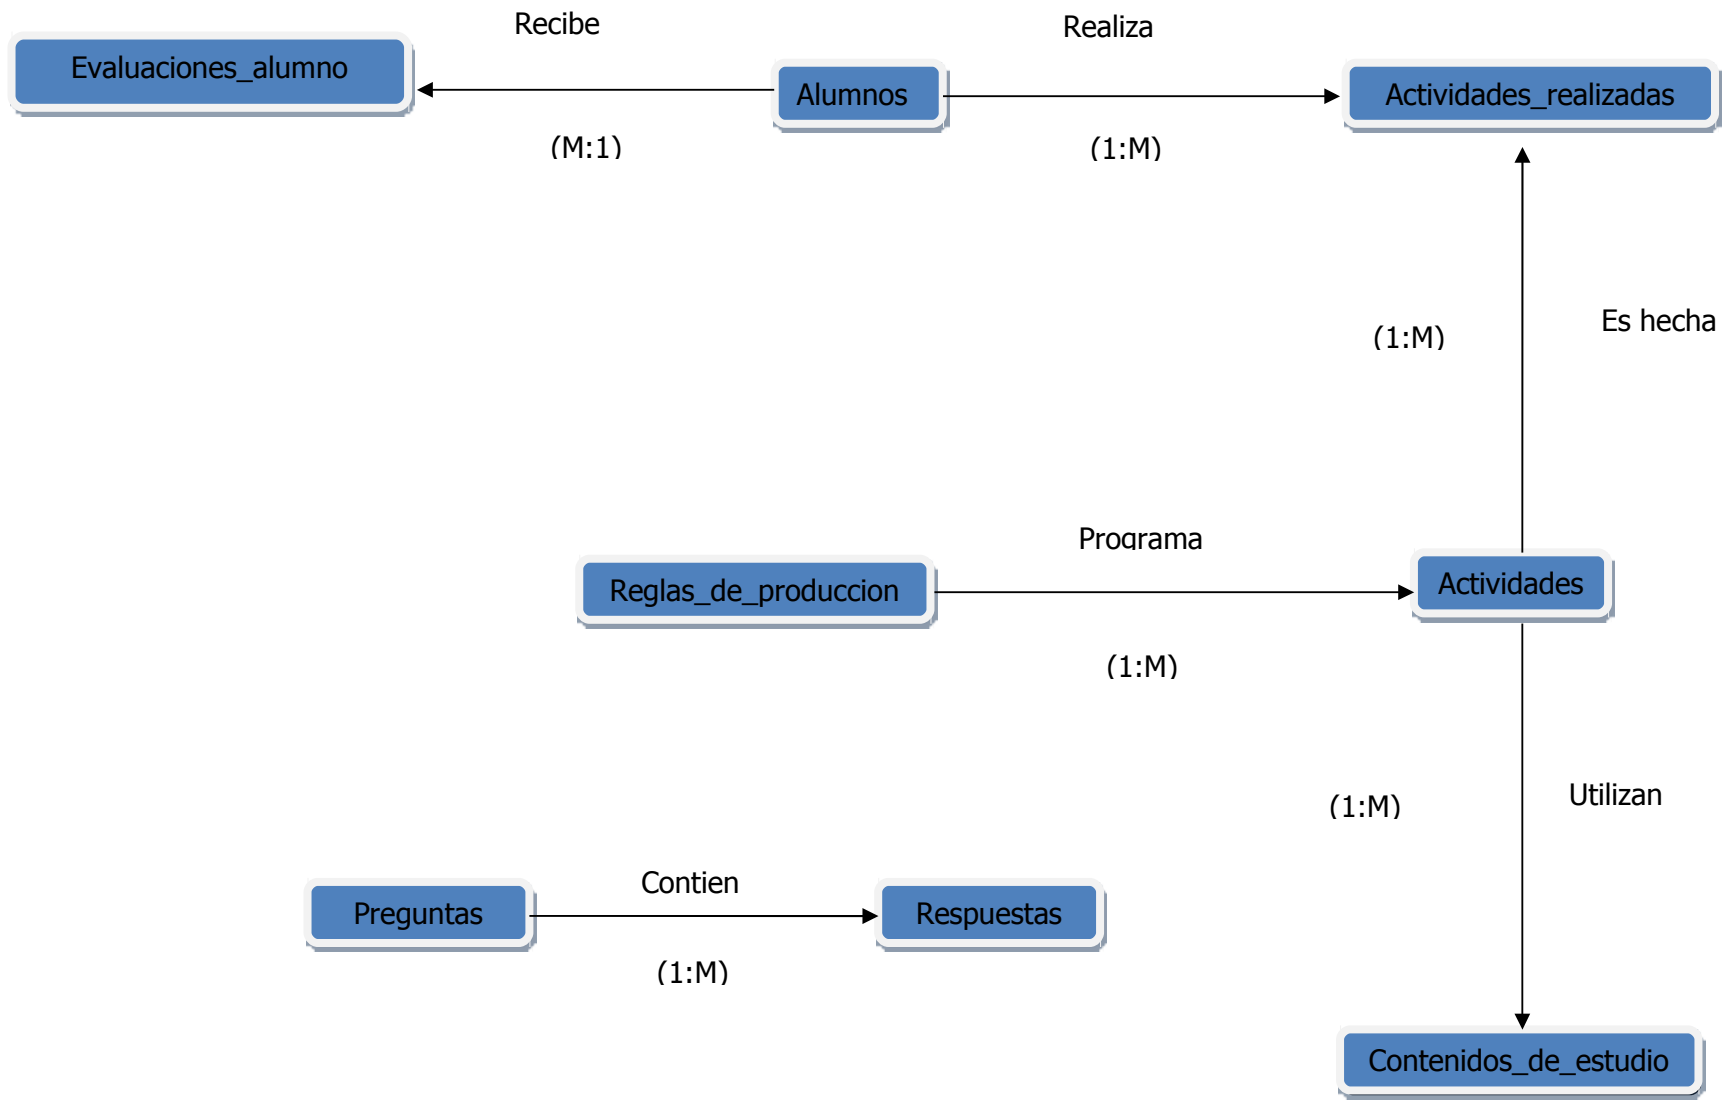 Recibe
Realiza
Evaluaciones_alumno
Alumnos
Actividades_realizadas
(M:1)
(1:M)
Es hecha
(1:M)
Programa
Reglas_de_produccion
Actividades
(1:M)
Utilizan
(1:M)
Contien
Preguntas
Respuestas
(1:M)
Contenidos_de_estudio